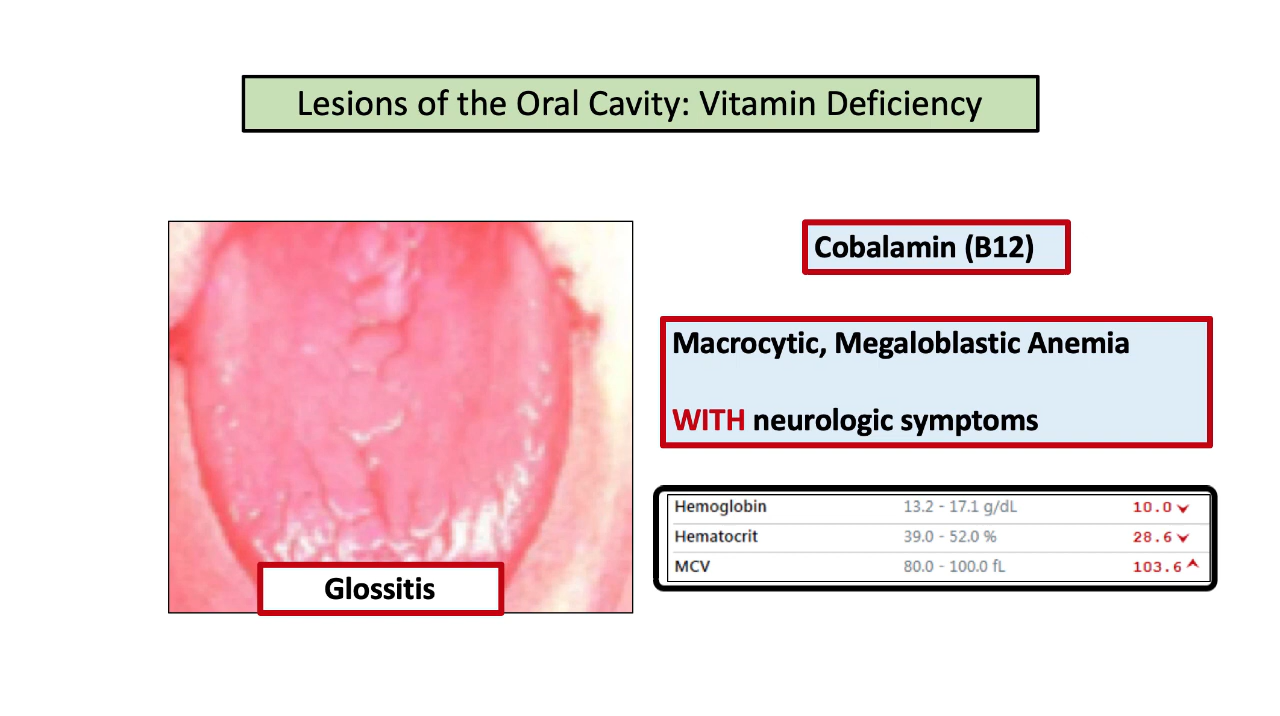 Lesions of the Oral Cavity: Vitamin Deficiency
Cobalamin (B12)
Macrocytic, Megaloblastic Anemia
WITH neurologic symptoms
Hemoglobin 13.2 - 17.1 g/dL 10.0
Hematocrit 39.0 - 52.0 % 28.6
MCV 80.0 - 100.0 fL 103.6
Glossitis